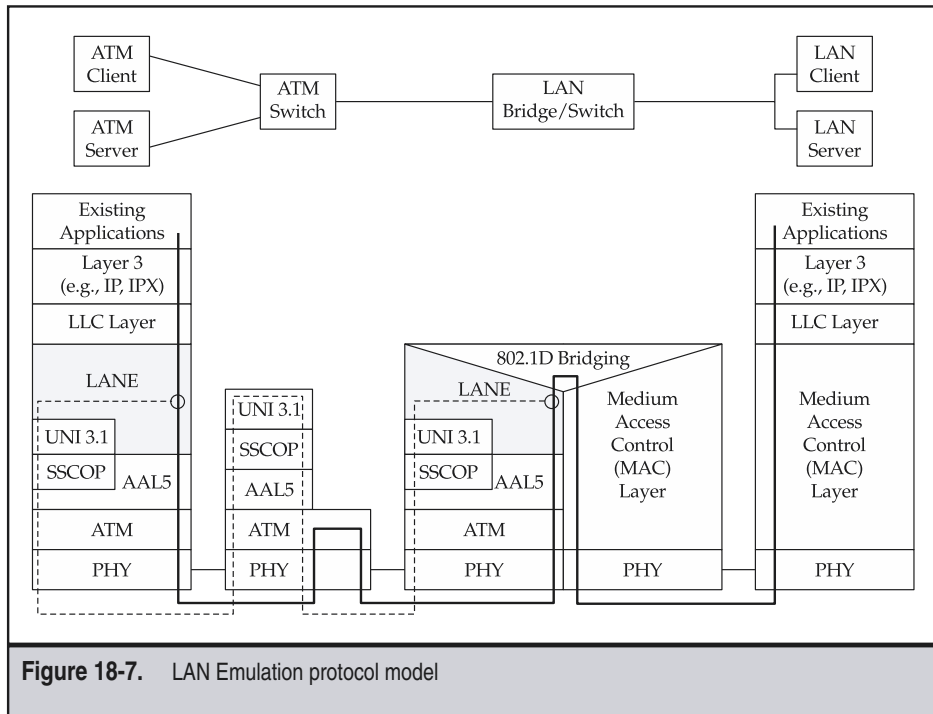 ATM
Client
ATM
Server
ATM
Switch
LAN
Bridge/Switch
LAN
Client
LAN
Server
Existing
Applications
Layer 3
(e.g., IP, IPX)
LLC Layer
LANE
UNI 3.1
SSCOP
AAL5
ATM
PHY
UNI 3.1
SSCOP
AAL5
ATM
PHY
802.1D Bridging
LANE
UNI 3.1
SSCOP
AAL5
ATM
PHY
Medium
Access
Control
(MAC)
Layer
PHY
Existing
Applications
Layer 3
(e.g., IP, IPX)
LLC Layer
Medium
Access
Control
(MAC)
Layer
PHY
Figure 18-7. LAN Emulation protocol model